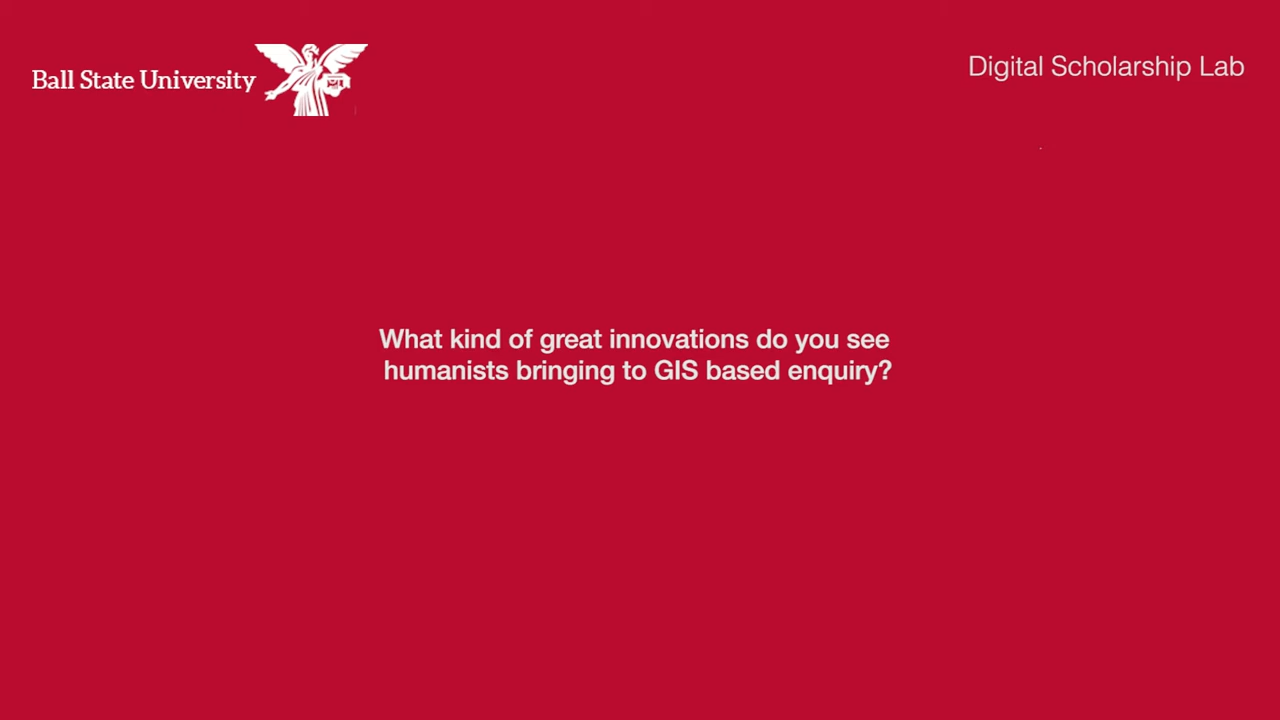 Ball State University
Digital Scholarship Lab
What kind of great innovations do you see
humanists bringing to GIS based enquiry?